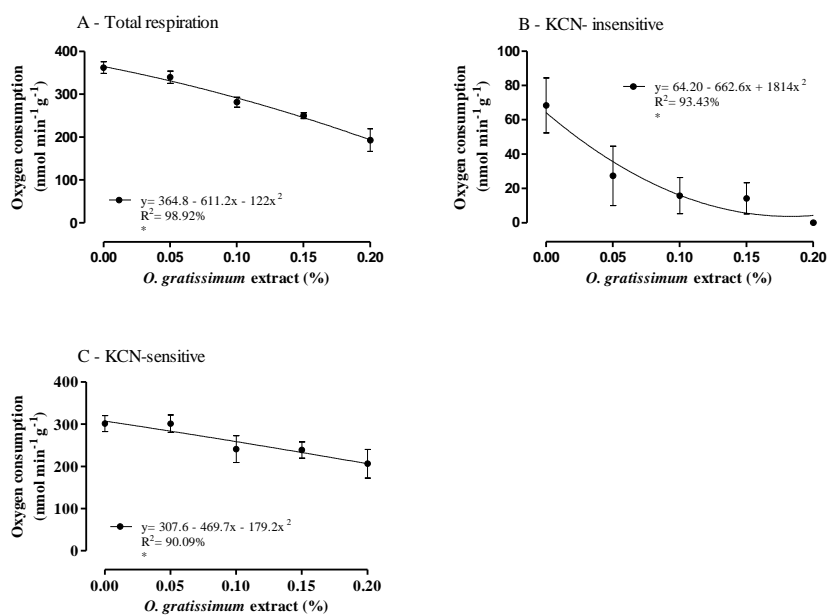 A - Total respiration
400
300
200
100
0
Oxygen consumption
(nmol min⁻¹g⁻¹)
y= 364.8 - 611.2x - 122x²
R²= 98.92%
*
0.00 0.05 0.10 0.15 0.20
O. gratissimum extract (%)
B - KCN- insensitive
100
80
60
40
20
0
Oxygen consumption
(nmol min⁻¹g⁻¹)
y= 64.20 - 662.6x + 1814x²
R²= 93.43%
*
0.00 0.05 0.10 0.15 0.20
O. gratissimum extract (%)
C - KCN-sensitive
400
300
200
100
0
Oxygen consumption
(nmol min⁻¹g⁻¹)
y= 307.6 - 469.7x - 179.2x²
R²= 90.09%
*
0.00 0.05 0.10 0.15 0.20
O. gratissimum extract (%)